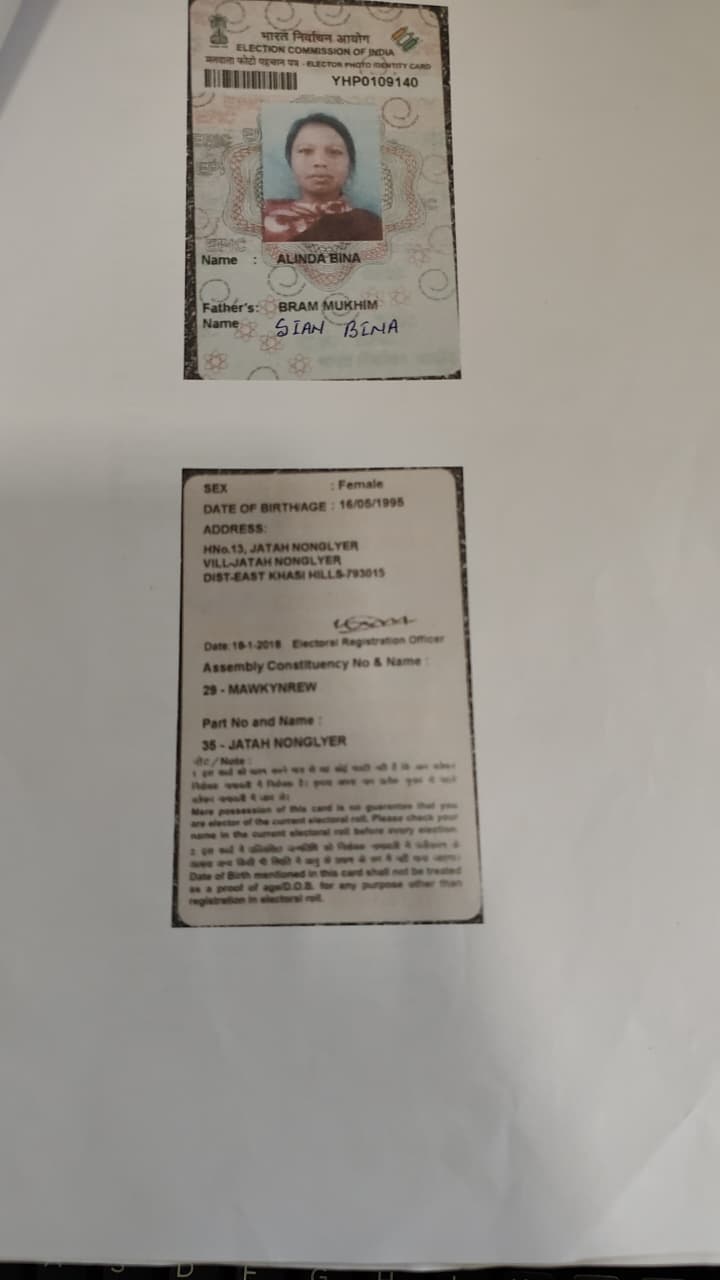 भारत निर्वाचन आयोग
ELECTION COMMISSION OF INDIA
मतदाता फोटो पहचान पत्र - ELECTOR PHOTO IDENTITY CARD
YHP0109140
Name : ALINDA BINA
Father's: BRAM MUKHIM
Name
SIAN BINA
SEX : Female
DATE OF BIRTH/AGE : 16/05/1995
ADDRESS:
HNo.13, JATAH NONGLYER
VILL-JATAH NONGLYER
DIST-EAST KHASI HILLS-793015
Electoral Registration Officer
Assembly Constituency No & Name :
29 - MAWKYNREW
Part No and Name :
35 - JATAH NONGLYER
नोट / Note :
Mere possession of this card is no guarantee that you
are elector of the current electoral roll. Please check your
name in the current electoral roll before every election.
Date of Birth mentioned in this card shall not be treated
as a proof of age/D.O.B. for any purpose other than
registration in electoral roll.